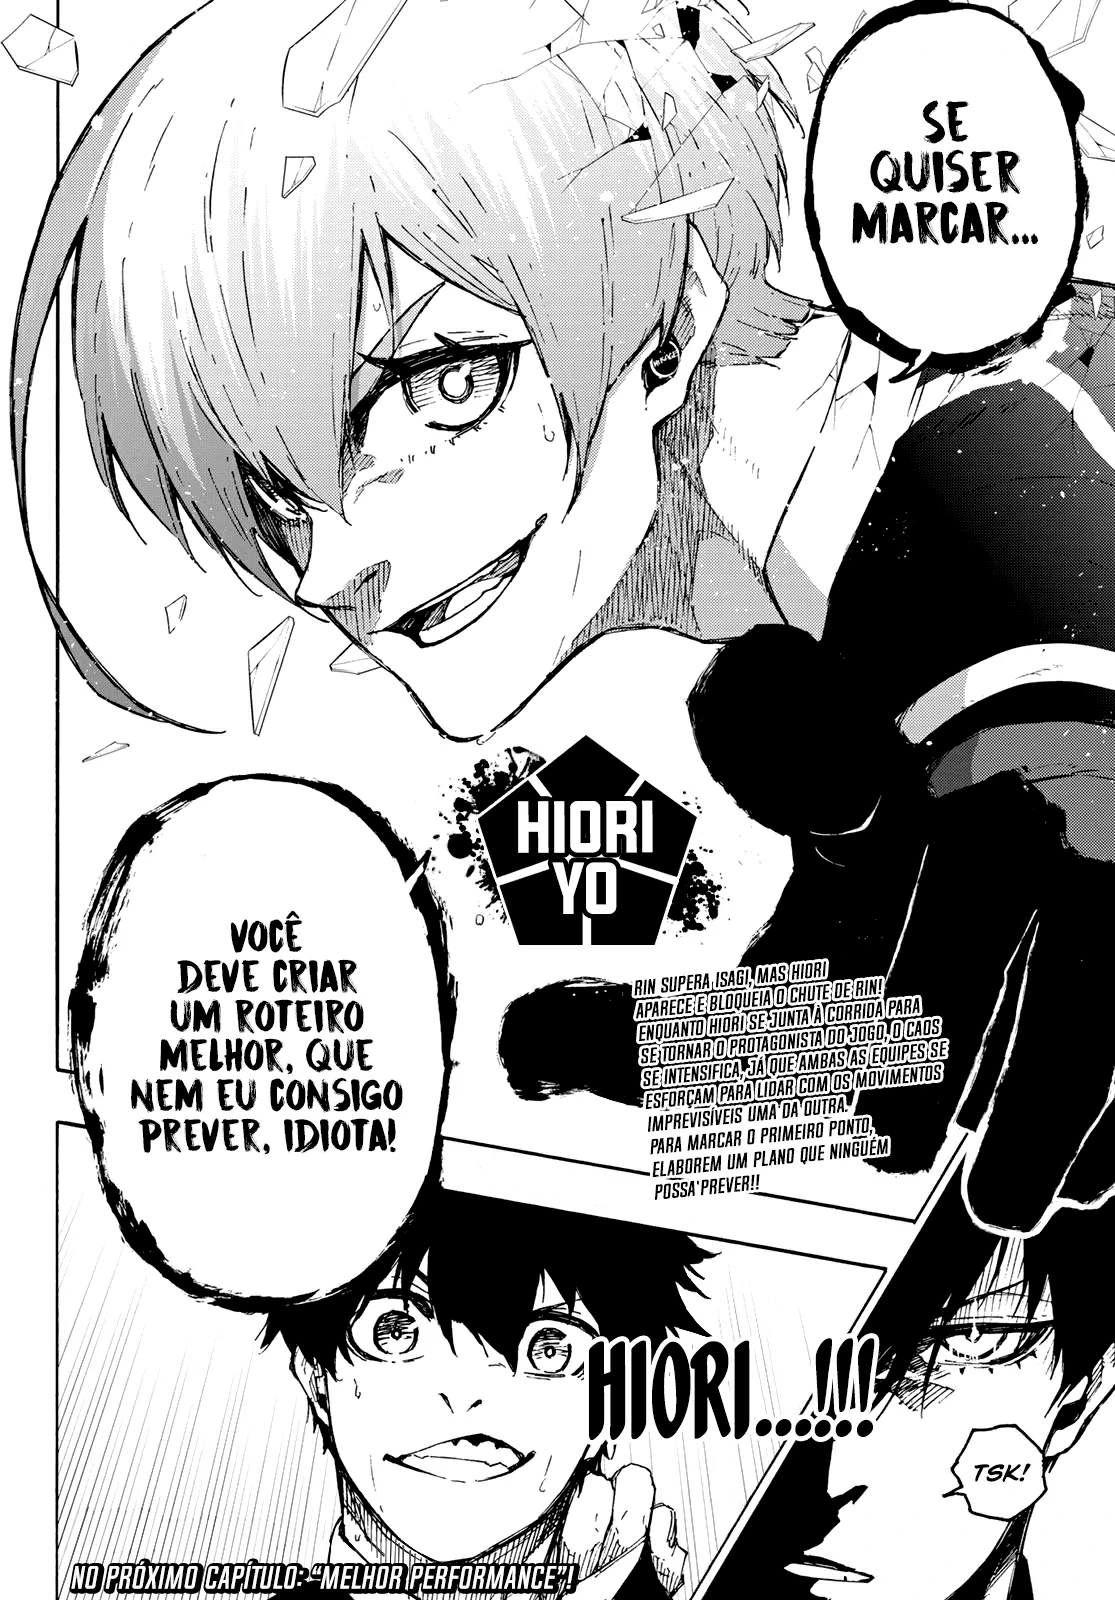 SE
QUISER
MARCAR...
HIORI
YO
VOCÊ
DEVE CRIAR
UM ROTEIRO
MELHOR, QUE
NEM EU CONSIGO
PREVER, IDIOTA!
RIN SUPERA ISAGI, MAS HIORI
APARECE E BLOQUEIA O CHUTE DE RIN!
ENQUANTO HIORI SE JUNTA À CORRIDA PARA
SE TORNAR O PROTAGONISTA DO JOGO, O CAOS
SE INTENSIFICA, JÁ QUE AMBAS AS EQUIPES SE
ESFORÇAM PARA LIDAR COM OS MOVIMENTOS
IMPREVISÍVEIS UMA DA OUTRA.
PARA MARCAR O PRIMEIRO PONTO,
ELABOREM UM PLANO QUE NINGUÉM
POSSA PREVER!!
HIORI...!!!
TSK!
NO PRÓXIMO CAPÍTULO: “MELHOR PERFORMANCE”!